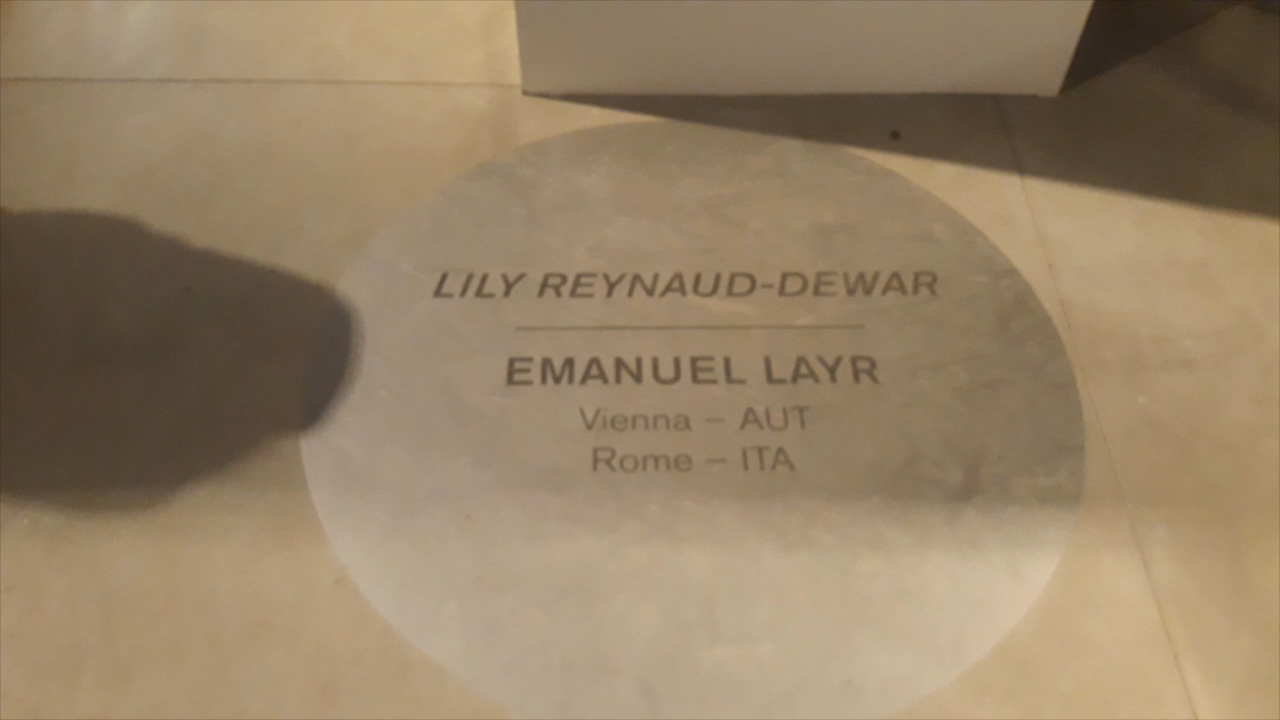 LILY REYNAUD-DEWAR
EMANUEL LAYR
Vienna – AUT
Rome – ITA